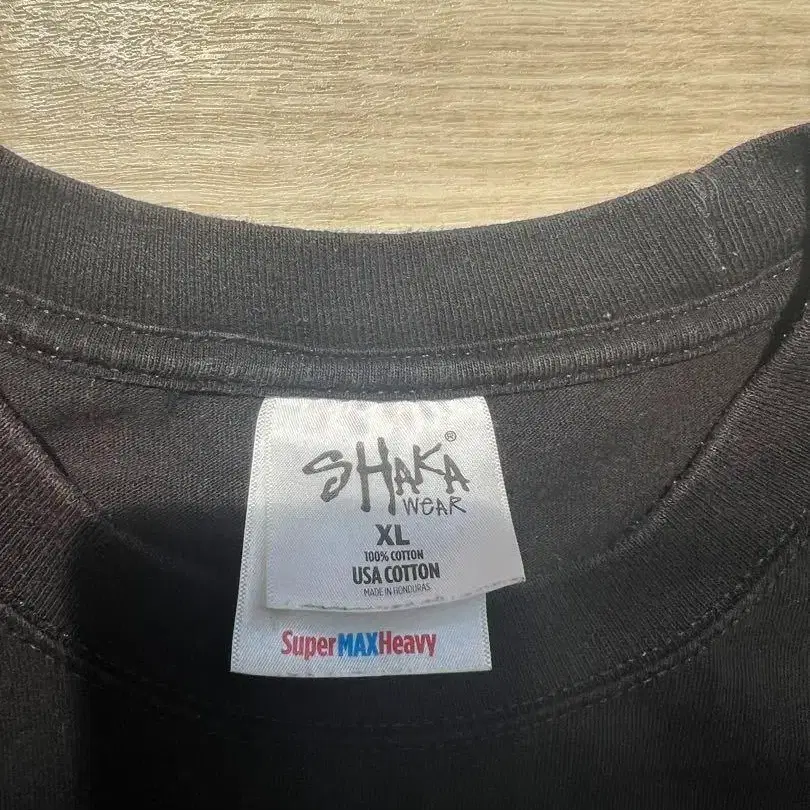 SHAKA®
WEAR
XL
100% COTTON
USA COTTON
MADE IN HONDURAS
SuperMAXHeavy